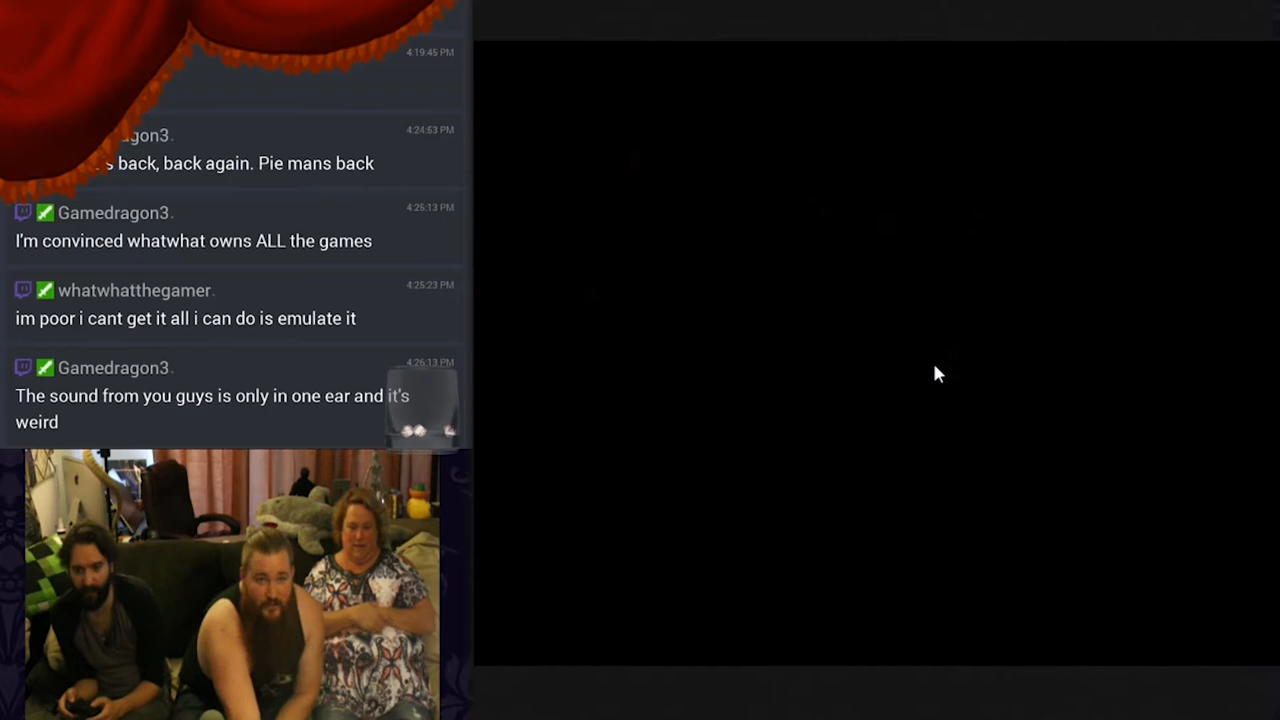 4:19:45 PM
4:24:53 PM
back, back again. Pie mans back
Gamedragon3.
4:25:13 PM
I'm convinced whatwhat owns ALL the games
whatwhatthegamer.
4:25:23 PM
im poor i cant get it all i can do is emulate it
Gamedragon3.
4:26:13 PM
The sound from you guys is only in one ear and it's
weird